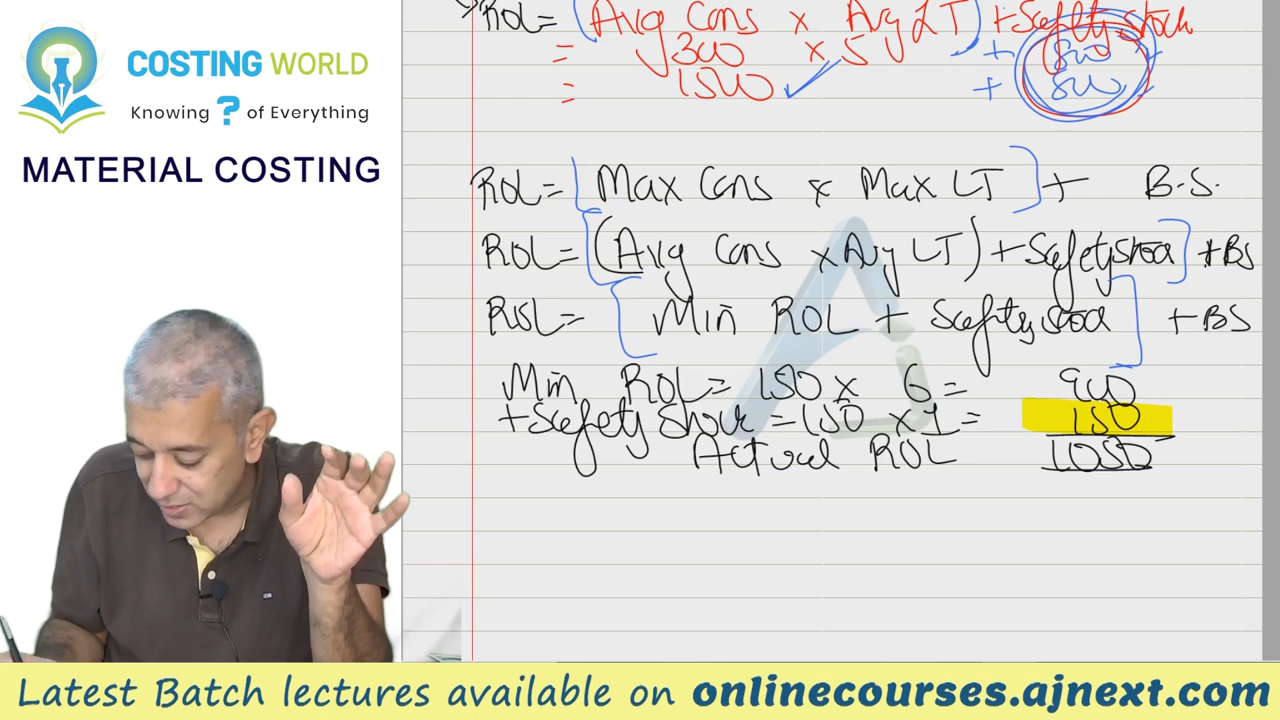 COSTING WORLD
Knowing ? of Everything
MATERIAL COSTING
ROL= (Avg Cons x Avg LT) + Safety stock
= 300 x 5 + 800
= 1500 + 800
ROL= [Max Cons x Max LT] + B.S.
ROL= [(Avg Cons x Avg LT) + Safety stock] + BS
ROL= [Min ROL + Safety stock] + BS
Min ROL = 150 x 6 = 900
+ Safety stock = 150 x 1 = 150
Actual ROL 1050
Latest Batch lectures available on onlinecourses.ajnext.com